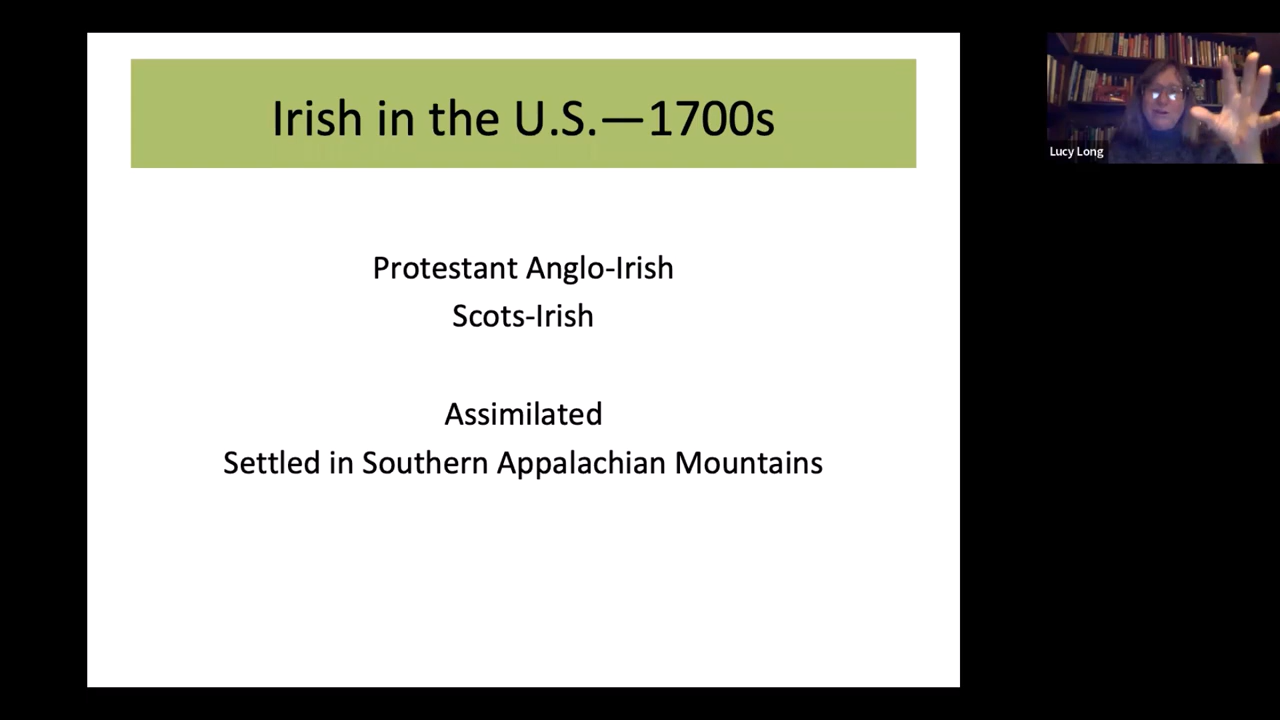 Irish in the U.S.—1700s
Protestant Anglo-Irish
Scots-Irish
Assimilated
Settled in Southern Appalachian Mountains
Lucy Long